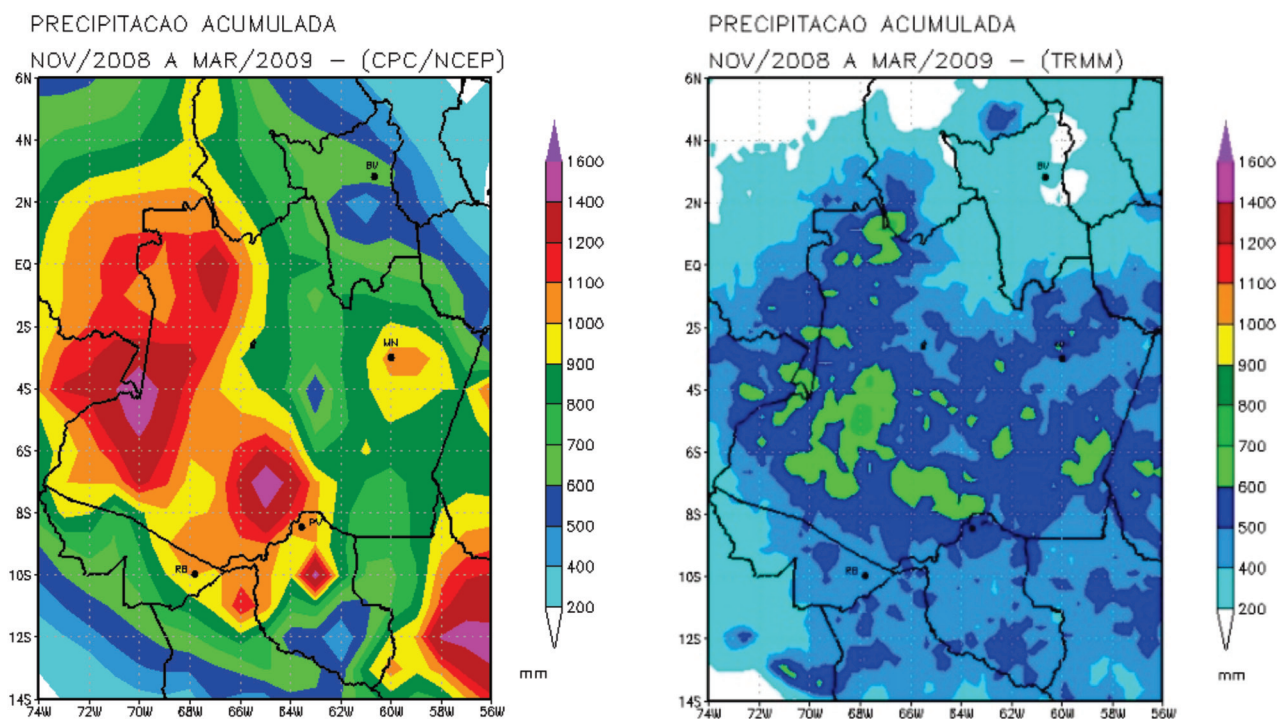 PRECIPITACAO ACUMULADA
NOV/2008 A MAR/2009 – (CPC/NCEP)
6N
4N
2N
EQ
2S
4S
6S
8S
10S
12S
14S
74W 72W 70W 68W 66W 64W 62W 60W 58W 56W
BV
MN
PV
RB
1600
1400
1200
1100
1000
900
800
700
600
500
400
200
mm
PRECIPITACAO ACUMULADA
NOV/2008 A MAR/2009 – (TRMM)
6N
4N
2N
EQ
2S
4S
6S
8S
10S
12S
14S
74W 72W 70W 68W 66W 64W 62W 60W 58W 56W
BV
RB
1600
1400
1200
1100
1000
900
800
700
600
500
400
200
mm